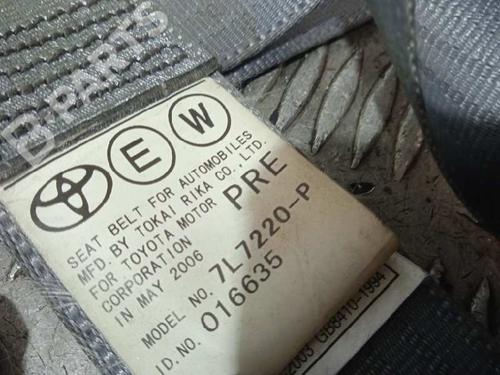 B-PARTS
E W
SEAT BELT FOR AUTOMOBILES
MFD. BY TOKAI RIKA CO., LTD.
FOR TOYOTA MOTOR
CORPORATION PRE
IN MAY 2006
MODEL NO. 7L7220-P
I.D. NO. 016635
2003 GB8410-1994